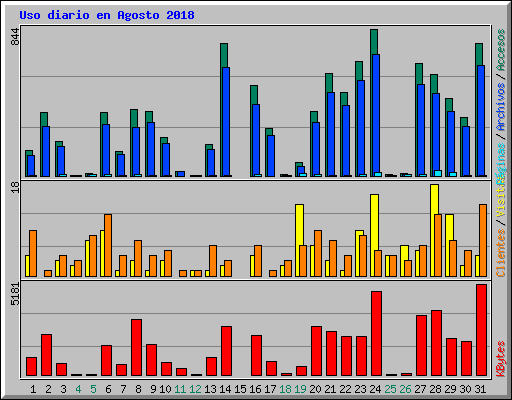 Uso diario en Agosto 2018
844
18
5181
Clientes / Visitas
Páginas / Archivos / Accesos
KBytes
1 2 3 4 5 6 7 8 9 10 11 12 13 14 15 16 17 18 19 20 21 22 23 24 25 26 27 28 29 30 31